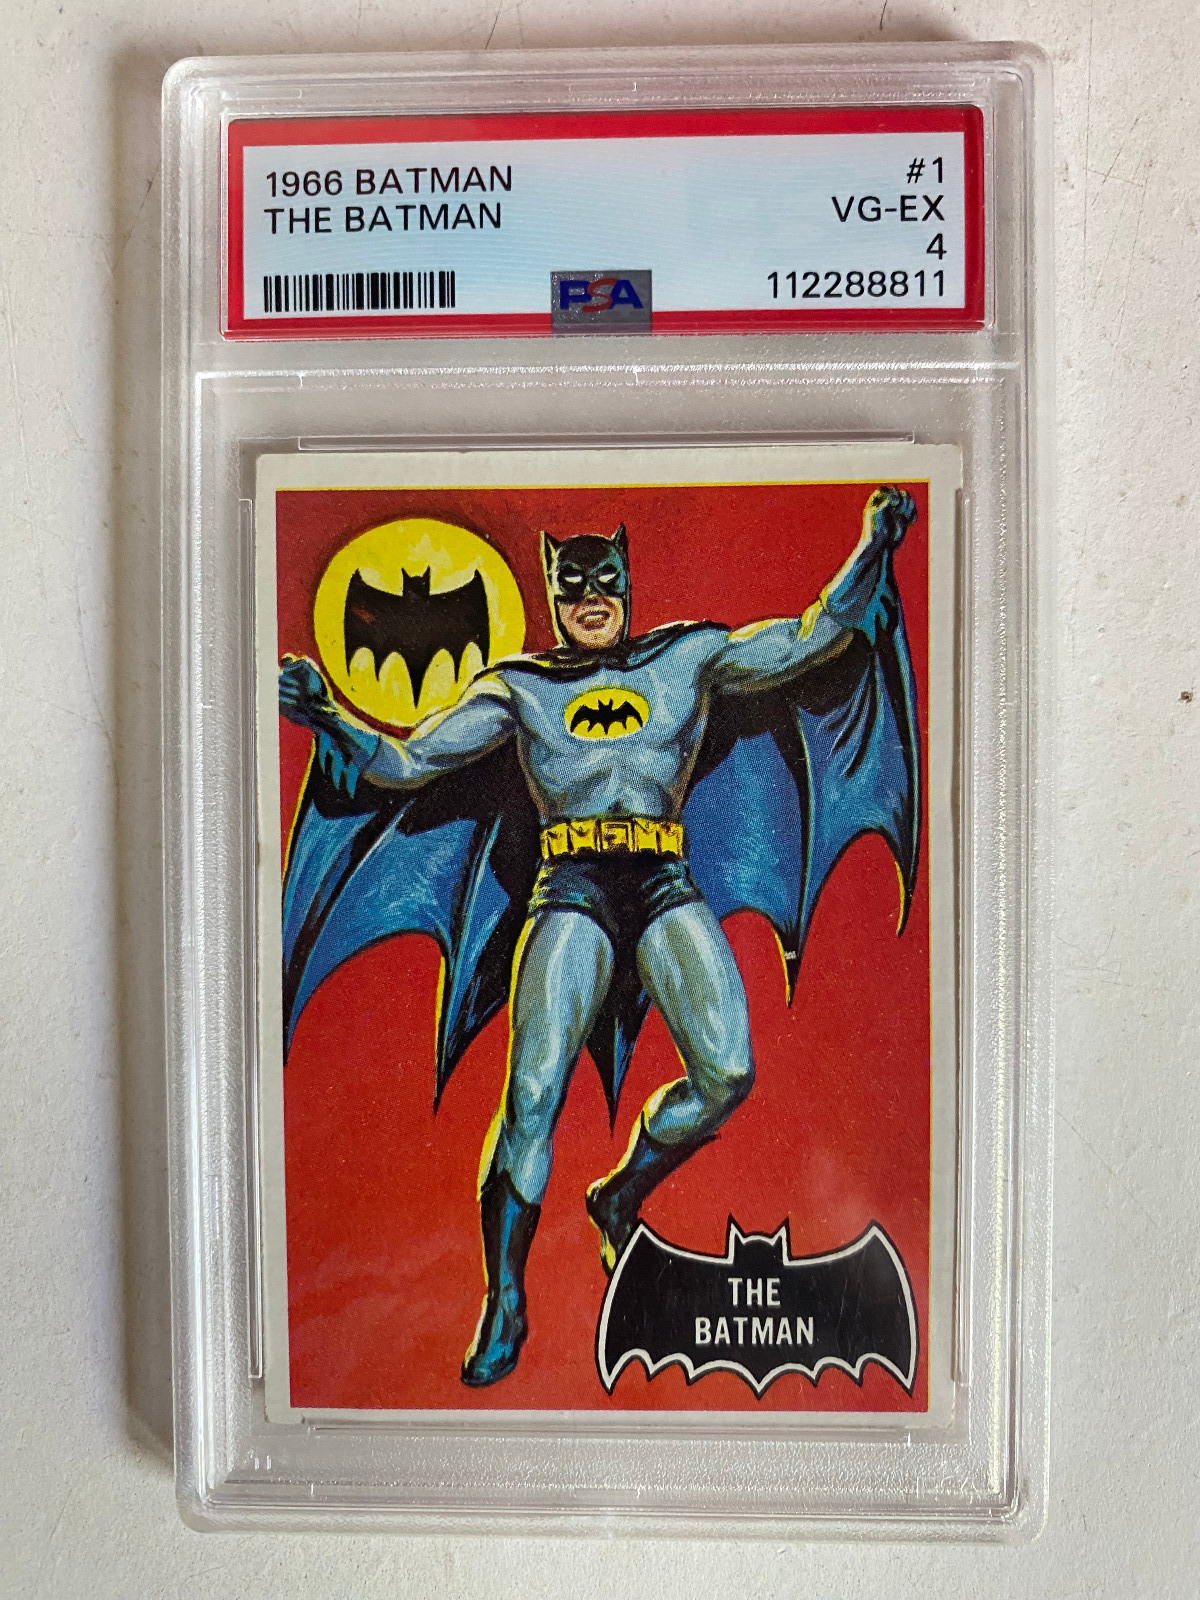 1966 BATMAN #1
THE BATMAN VG-EX
4
PSA 112288811
THE
BATMAN